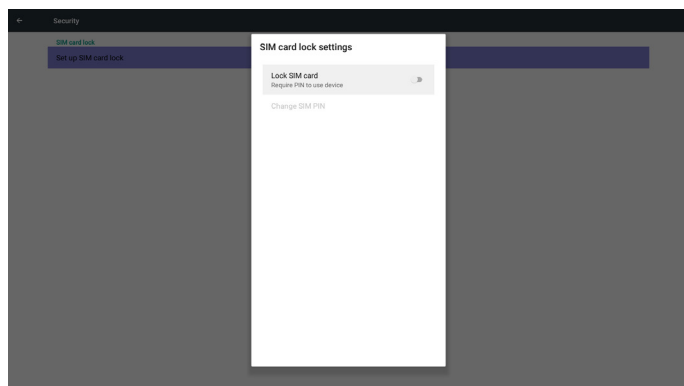 Security
SIM card lock
Set up SIM card lock
SIM card lock settings
Lock SIM card
Require PIN to use device
Change SIM PIN